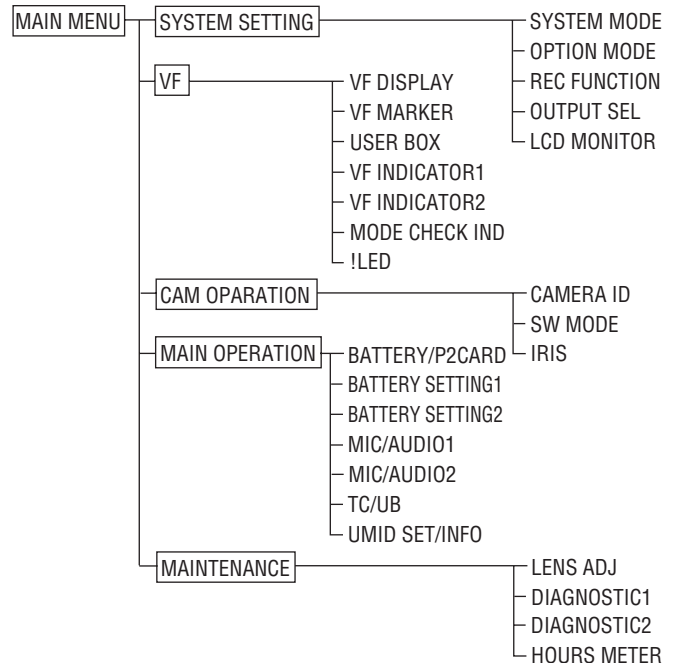 MAIN MENU
SYSTEM SETTING
SYSTEM MODE
OPTION MODE
REC FUNCTION
OUTPUT SEL
LCD MONITOR
VF
VF DISPLAY
VF MARKER
USER BOX
VF INDICATOR1
VF INDICATOR2
MODE CHECK IND
!LED
CAM OPARATION
CAMERA ID
SW MODE
IRIS
MAIN OPERATION
BATTERY/P2CARD
BATTERY SETTING1
BATTERY SETTING2
MIC/AUDIO1
MIC/AUDIO2
TC/UB
UMID SET/INFO
MAINTENANCE
LENS ADJ
DIAGNOSTIC1
DIAGNOSTIC2
HOURS METER